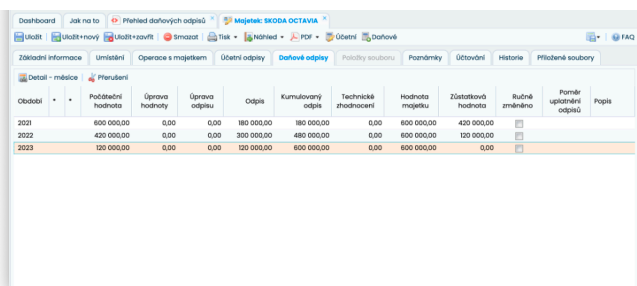 Dashboard Jak na to Přehled daňových odpisů * Majetek: SKODA OCTAVIA *
Uložit Uložit+nový Uložit+zavřít Smazat Tisk Náhled PDF Účetní Daňové FAQ
Základní informace Umístění Operace s majetkem Účetní odpisy Daňové odpisy Položky souboru Poznámky Účtování Historie Přiložené soubory
Detail - měsíce Přerušení
Období * * Počáteční hodnota Úprava hodnoty Úprava odpisu Odpis Kumulovaný odpis Technické zhodnocení Hodnota majetku Zůstatková hodnota Ručně změněno Poměr uplatnění odpisů Popis
2021 600 000,00 0,00 0,00 180 000,00 180 000,00 0,00 600 000,00 420 000,00
2022 420 000,00 0,00 0,00 300 000,00 480 000,00 0,00 600 000,00 120 000,00
2023 120 000,00 0,00 0,00 120 000,00 600 000,00 0,00 600 000,00 0,00